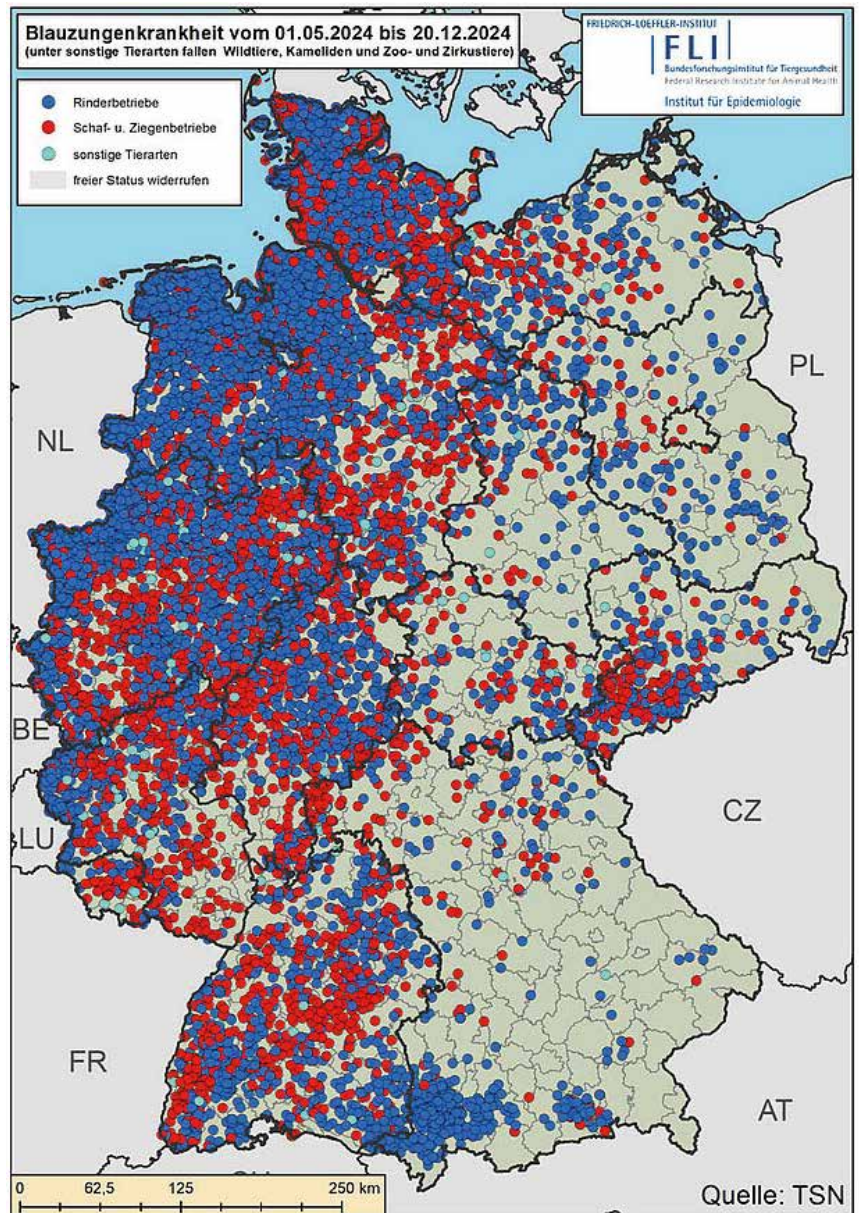 Blauzungenkrankheit vom 01.05.2024 bis 20.12.2024
(unter sonstige Tierarten fallen Wildtiere, Kameliden und Zoo- und Zirkustiere)
FRIEDRICH-LOEFFLER-INSTITUT
FLI
Bundesforschungsinstitut für Tiergesundheit
Federal Research Institute for Animal Health
Institut für Epidemiologie
Rinderbetriebe
Schaf- u. Ziegenbetriebe
sonstige Tierarten
freier Status widerrufen
PL
NL
BE
LU
CZ
FR
AT
0 62,5 125 250 km
Quelle: TSN